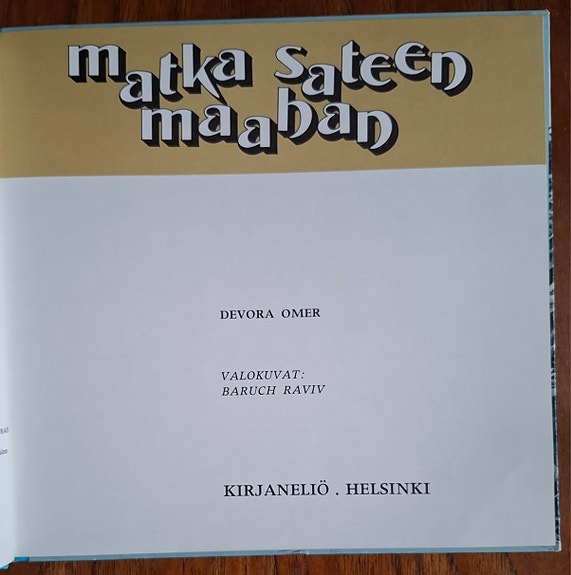 matka sateen
maahan
DEVORA OMER
VALOKUVAT:
BARUCH RAVIV
KIRJANELIÖ . HELSINKI